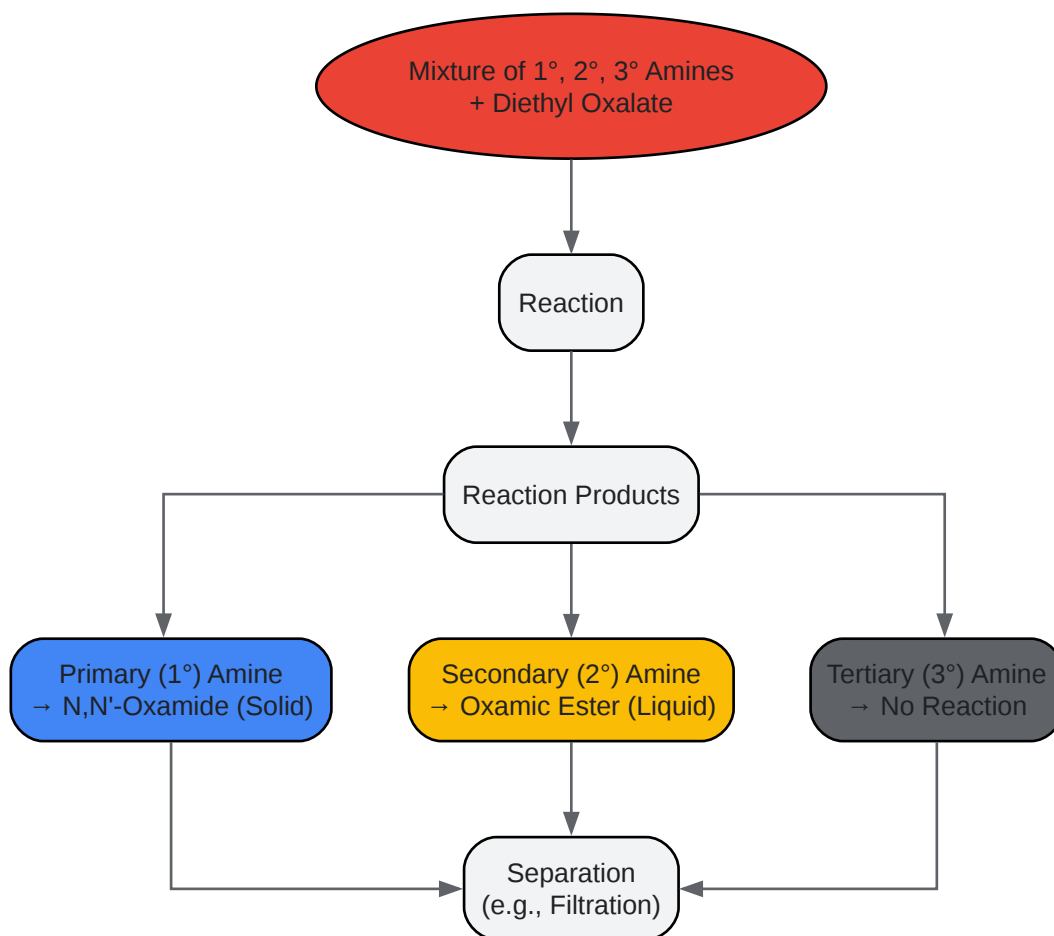 Mixture of 1°, 2°, 3° Amines
+ Diethyl Oxalate
Reaction
Reaction Products
Primary (1°) Amine
→ N,N'-Oxamide (Solid)
Secondary (2°) Amine
→ Oxamic Ester (Liquid)
Tertiary (3°) Amine
→ No Reaction
Separation
(e.g., Filtration)